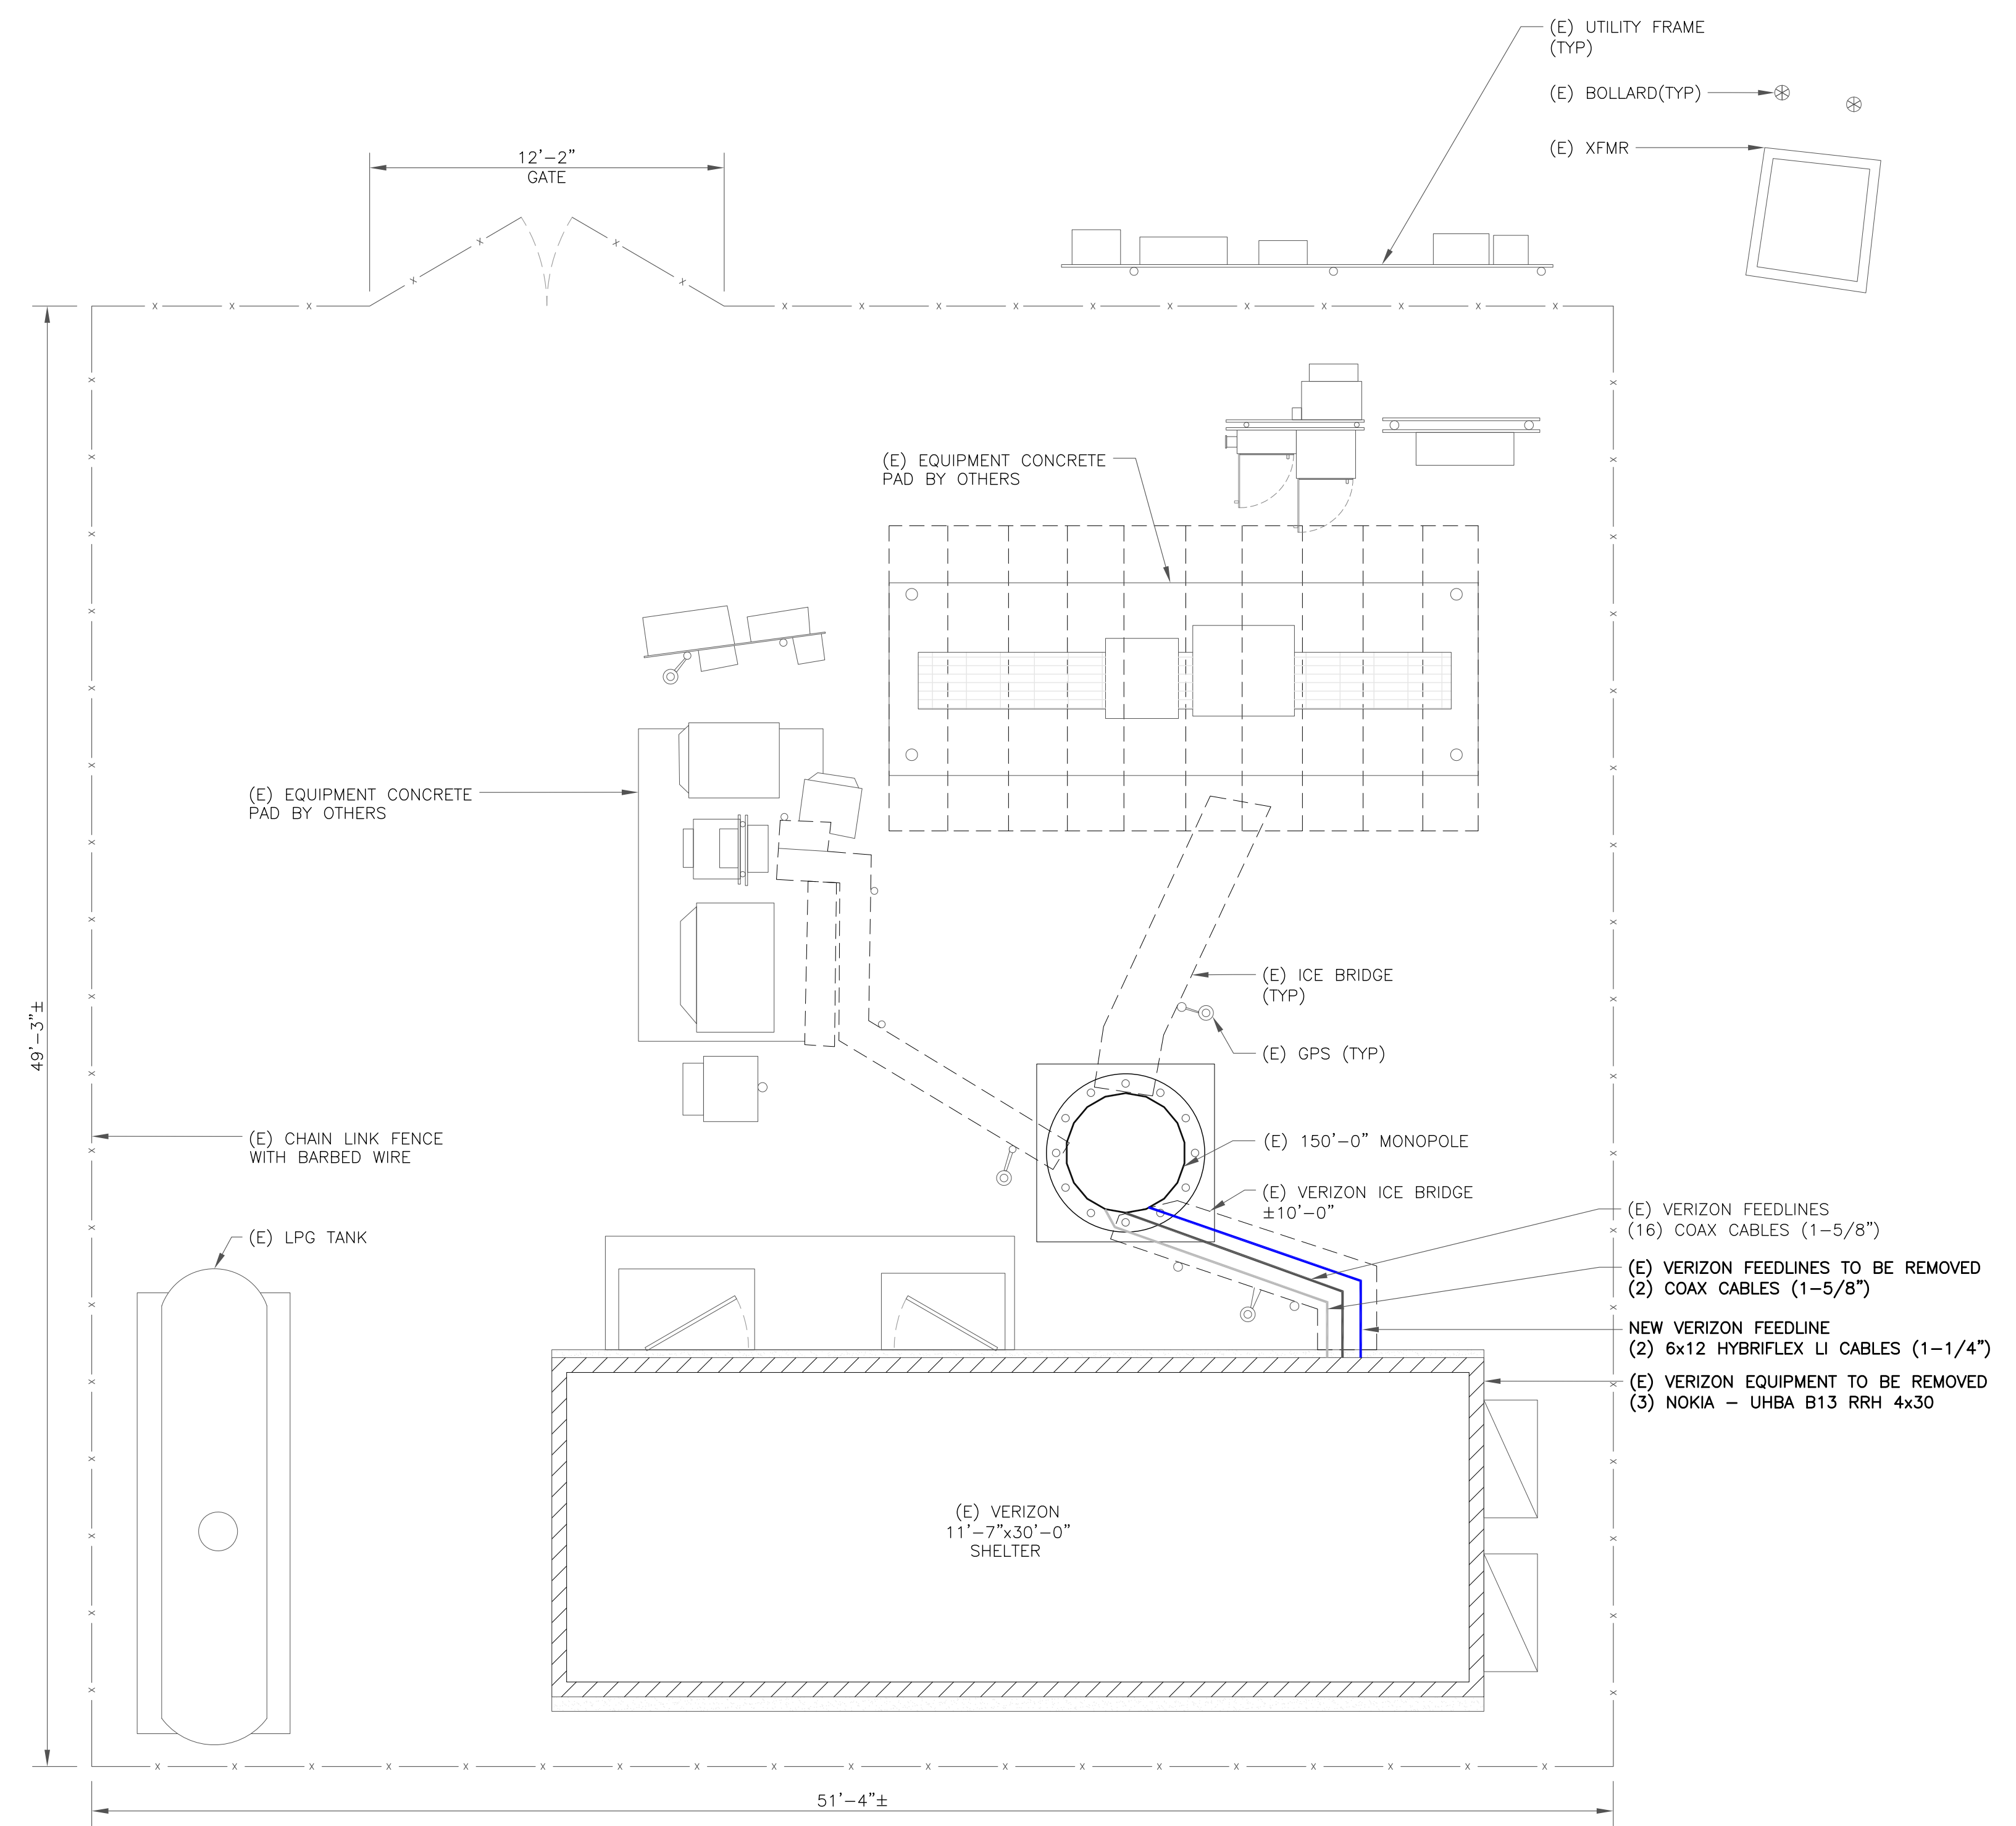 (E) UTILITY FRAME
(TYP)
(E) BOLLARD(TYP)
(E) XFMR
12'-2"
GATE
(E) EQUIPMENT CONCRETE
PAD BY OTHERS
(E) EQUIPMENT CONCRETE
PAD BY OTHERS
49'-3"±
(E) ICE BRIDGE
(TYP)
(E) GPS (TYP)
(E) CHAIN LINK FENCE
WITH BARBED WIRE
(E) 150'-0" MONOPOLE
(E) VERIZON ICE BRIDGE
±10'-0"
(E) LPG TANK
(E) VERIZON FEEDLINES
(16) COAX CABLES (1-5/8")
(E) VERIZON FEEDLINES TO BE REMOVED
(2) COAX CABLES (1-5/8")
NEW VERIZON FEEDLINE
(2) 6x12 HYBRIFLEX LI CABLES (1-1/4")
(E) VERIZON EQUIPMENT TO BE REMOVED
(3) NOKIA - UHBA B13 RRH 4x30
(E) VERIZON
11'-7"x30'-0"
SHELTER
51'-4"±